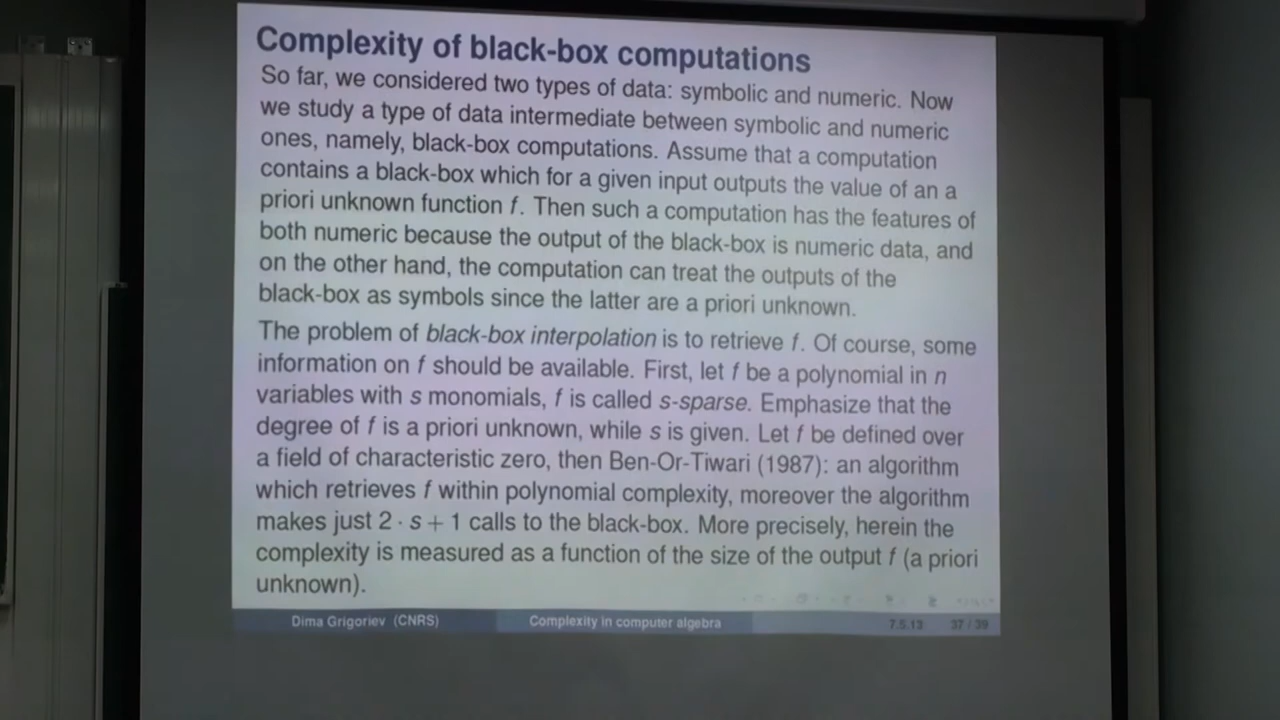 Complexity of black-box computations
So far, we considered two types of data: symbolic and numeric. Now
we study a type of data intermediate between symbolic and numeric
ones, namely, black-box computations. Assume that a computation
contains a black-box which for a given input outputs the value of an a
priori unknown function f. Then such a computation has the features of
both numeric because the output of the black-box is numeric data, and
on the other hand, the computation can treat the outputs of the
black-box as symbols since the latter are a priori unknown.
The problem of black-box interpolation is to retrieve f. Of course, some
information on f should be available. First, let f be a polynomial in n
variables with s monomials, f is called s-sparse. Emphasize that the
degree of f is a priori unknown, while s is given. Let f be defined over
a field of characteristic zero, then Ben-Or-Tiwari (1987): an algorithm
which retrieves f within polynomial complexity, moreover the algorithm
makes just 2 · s + 1 calls to the black-box. More precisely, herein the
complexity is measured as a function of the size of the output f (a priori
unknown).
Dima Grigoriev (CNRS) Complexity in computer algebra 7.5.13 37 / 39